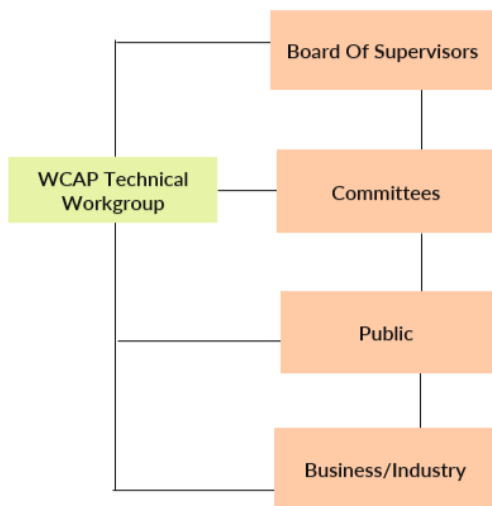 Board Of Supervisors
WCAP Technical
Workgroup
Committees
Public
Business/Industry